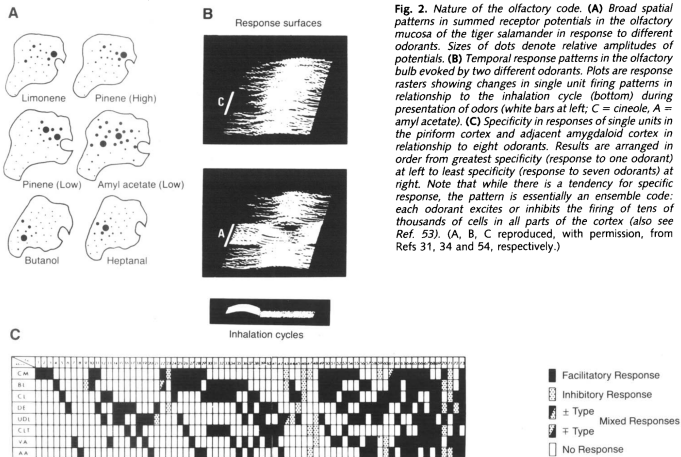 A
B
Response surfaces
C
Limonene
Pinene (High)
Pinene (Low)
Amyl acetate (Low)
A
Butanol
Heptanal
Inhalation cycles
Fig. 2. Nature of the olfactory code. (A) Broad spatial
patterns in summed receptor potentials in the olfactory
mucosa of the tiger salamander in response to different
odorants. Sizes of dots denote relative amplitudes of
potentials. (B) Temporal response patterns in the olfactory
bulb evoked by two different odorants. Plots are response
rasters showing changes in single unit firing patterns in
relationship to the inhalation cycle (bottom) during
presentation of odors (white bars at left; C = cineole, A =
amyl acetate). (C) Specificity in responses of single units in
the piriform cortex and adjacent amygdaloid cortex in
relationship to eight odorants. Results are arranged in
order from greatest specificity (response to one odorant)
at left to least specificity (response to seven odorants) at
right. Note that while there is a tendency for specific
response, the pattern is essentially an ensemble code:
each odorant excites or inhibits the firing of tens of
thousands of cells in all parts of the cortex (also see
Ref. 53). (A, B, C reproduced, with permission, from
Refs 31, 34 and 54, respectively.)
C
CM
BI
CL
DE
UDL
CLT
VA
AA
Facilitatory Response
Inhibitory Response
± Type
Mixed Responses
∓ Type
No Response